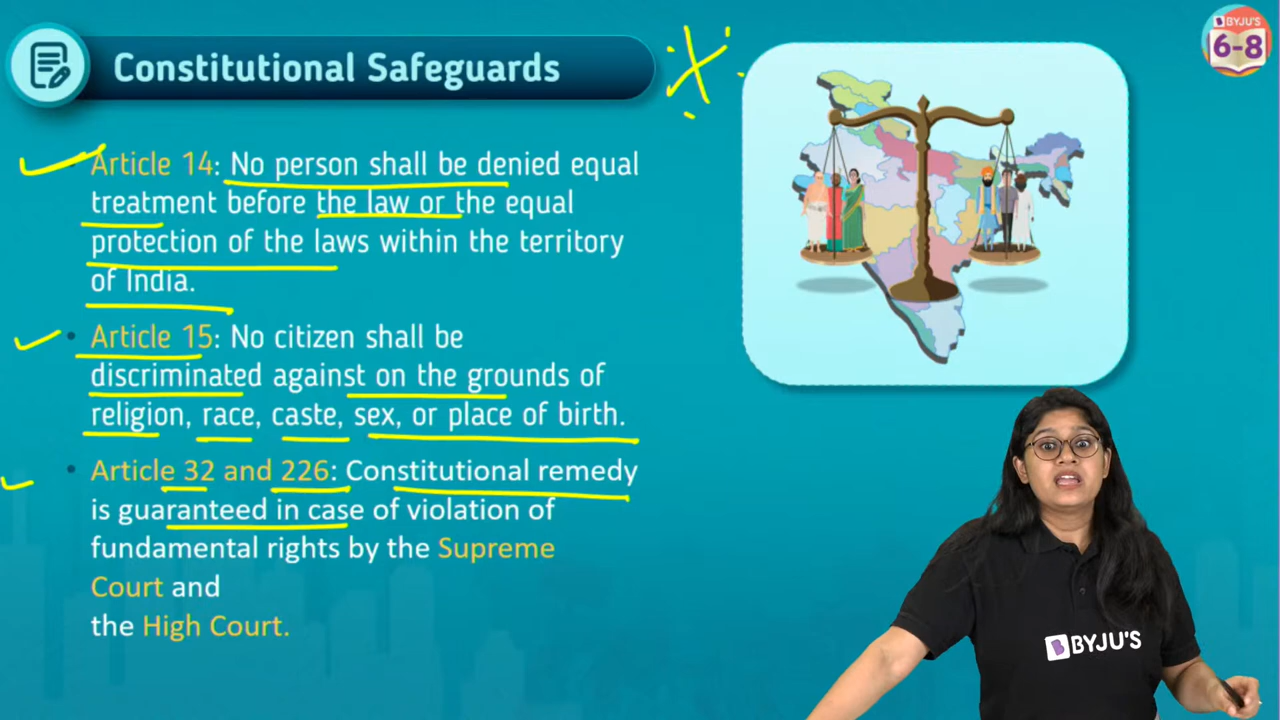 Constitutional Safeguards
BYJU'S
6-8
• Article 14: No person shall be denied equal
treatment before the law or the equal
protection of the laws within the territory
of India.
• Article 15: No citizen shall be
discriminated against on the grounds of
religion, race, caste, sex, or place of birth.
• Article 32 and 226: Constitutional remedy
is guaranteed in case of violation of
fundamental rights by the Supreme
Court and
the High Court.
BYJU'S